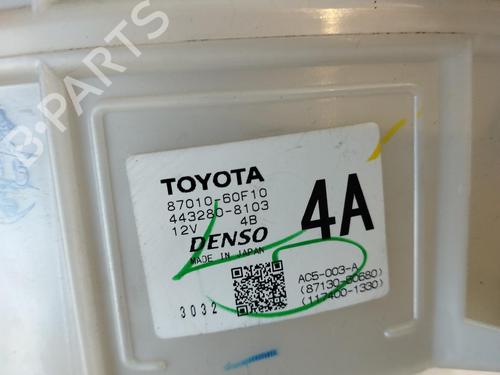 B-PARTS
TOYOTA
87010-60F10
443280-8103
12V 4B
4A
DENSO
MADE IN JAPAN
AC5-003-A
(87130-60680)
(117400-1330)
3032